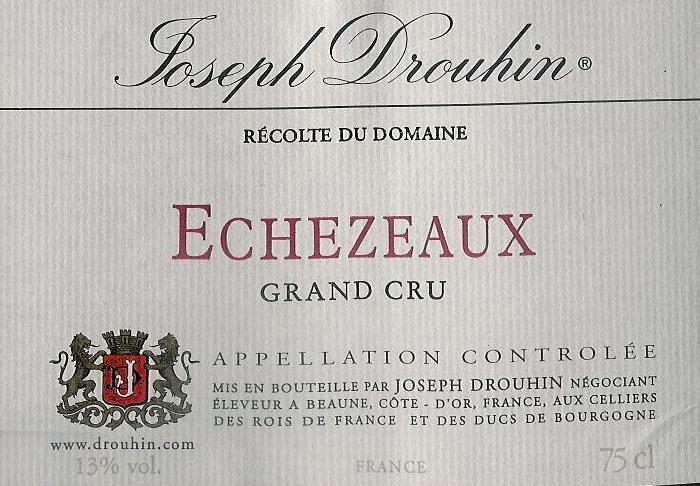 Joseph Drouhin®
RÉCOLTE DU DOMAINE
ECHEZEAUX
GRAND CRU
APPELLATION CONTROLÉE
MIS EN BOUTEILLE PAR JOSEPH DROUHIN NÉGOCIANT
ÉLEVEUR A BEAUNE, CÔTE - D'OR, FRANCE, AUX CELLIERS
DES ROIS DE FRANCE ET DES DUCS DE BOURGOGNE
JD
www.drouhin.com
13% vol.
FRANCE
75 cl